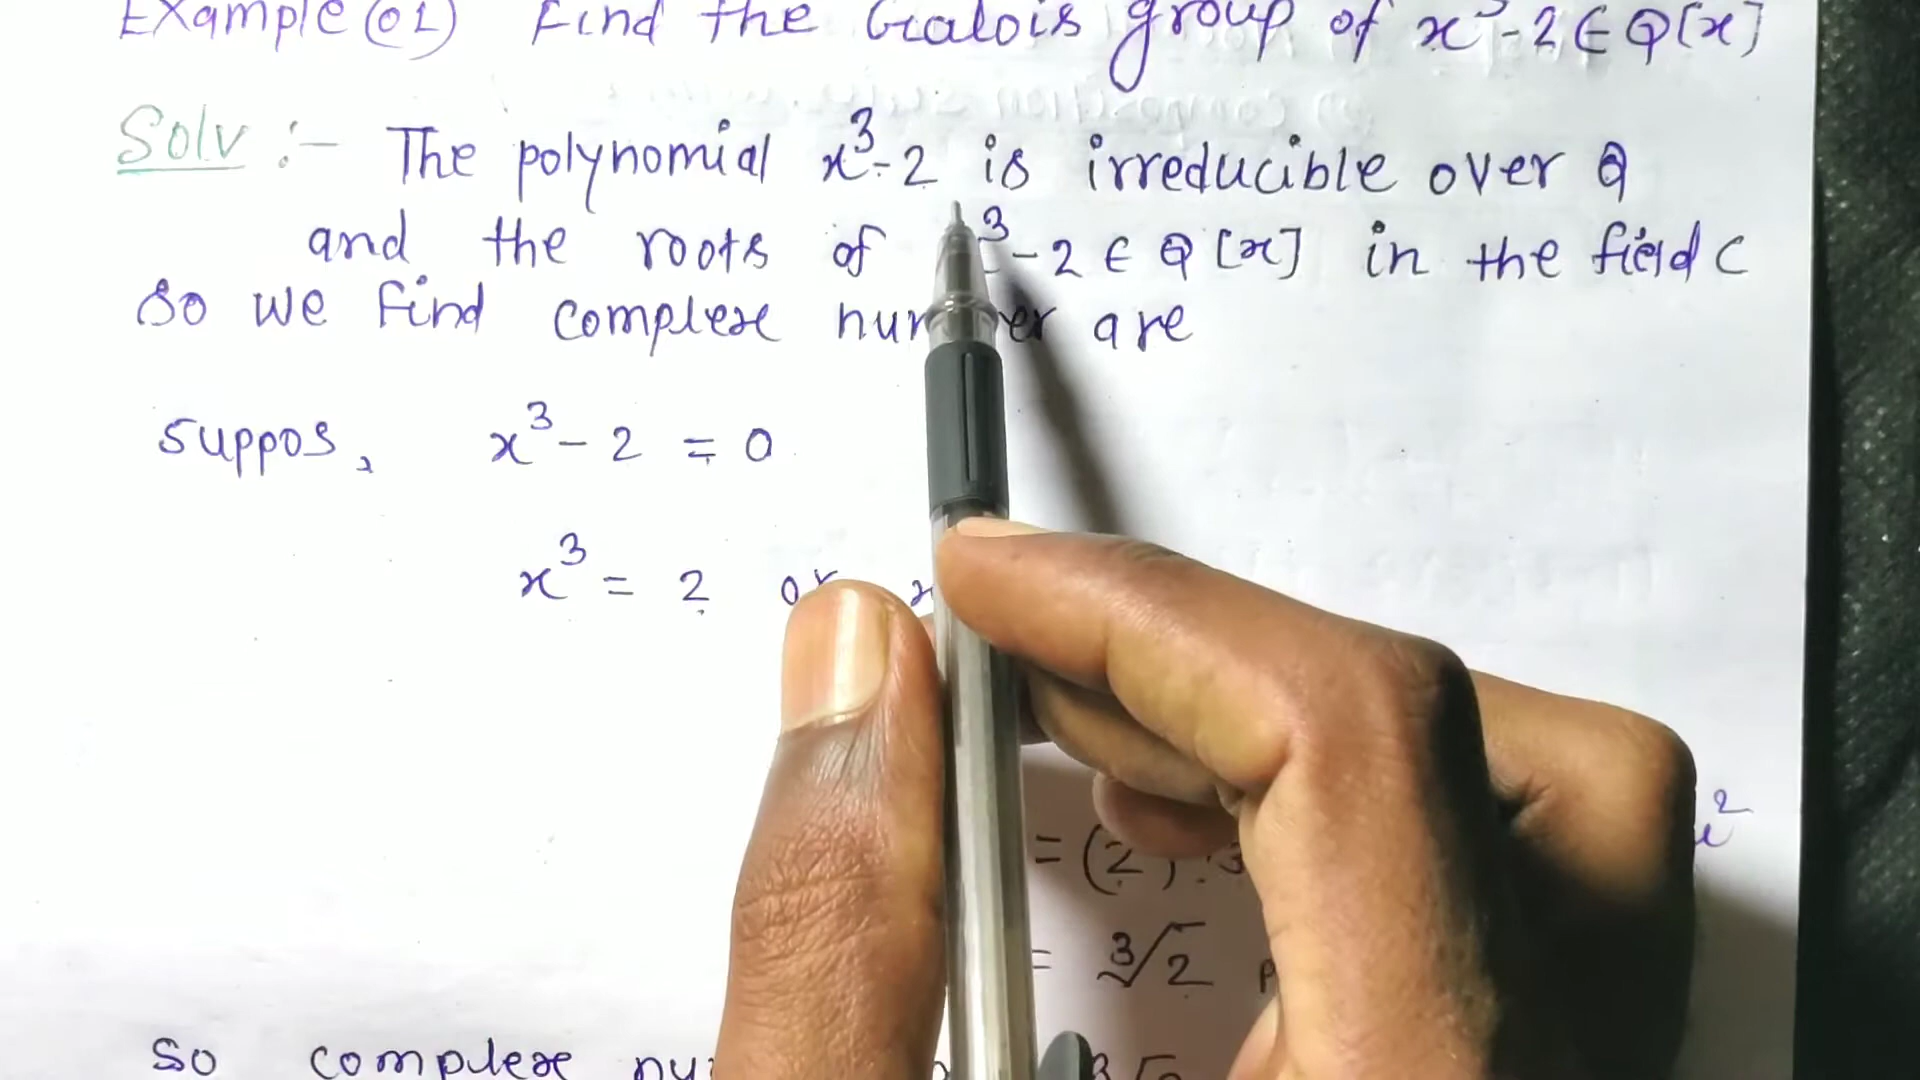 Example (01) Find the Galois group of x³-2 ∈ Q[x]
Solv :- The polynomial x³-2 is irreducible over Q
and the roots of ³-2 ∈ Q[x] in the field C
So we find complex are
suppos, x³ - 2 = 0
x³ = 2 or x
= (2)
= ³√2
So complex